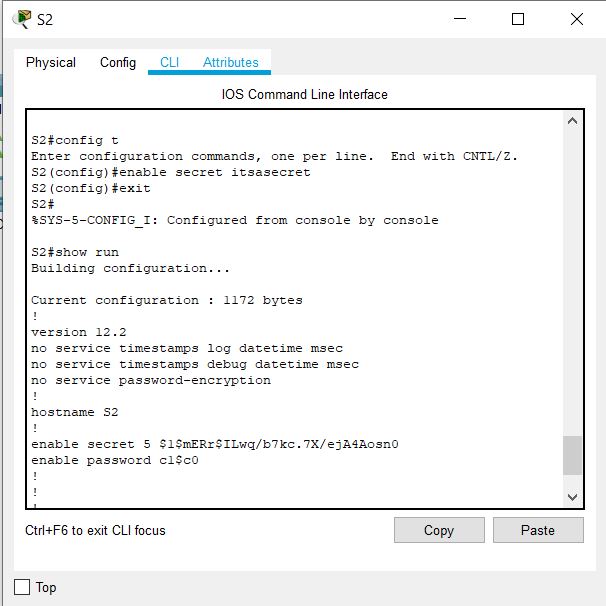 S2
Physical Config CLI Attributes
IOS Command Line Interface
S2#config t
Enter configuration commands, one per line.  End with CNTL/Z.
S2(config)#enable secret itsasecret
S2(config)#exit
S2#
%SYS-5-CONFIG_I: Configured from console by console
S2#show run
Building configuration...
Current configuration : 1172 bytes
!
version 12.2
no service timestamps log datetime msec
no service timestamps debug datetime msec
no service password-encryption
!
hostname S2
!
enable secret 5 $1$mERr$ILwq/b7kc.7X/ejA4Aosn0
enable password c1$c0
!
!
!
Ctrl+F6 to exit CLI focus Copy Paste
Top